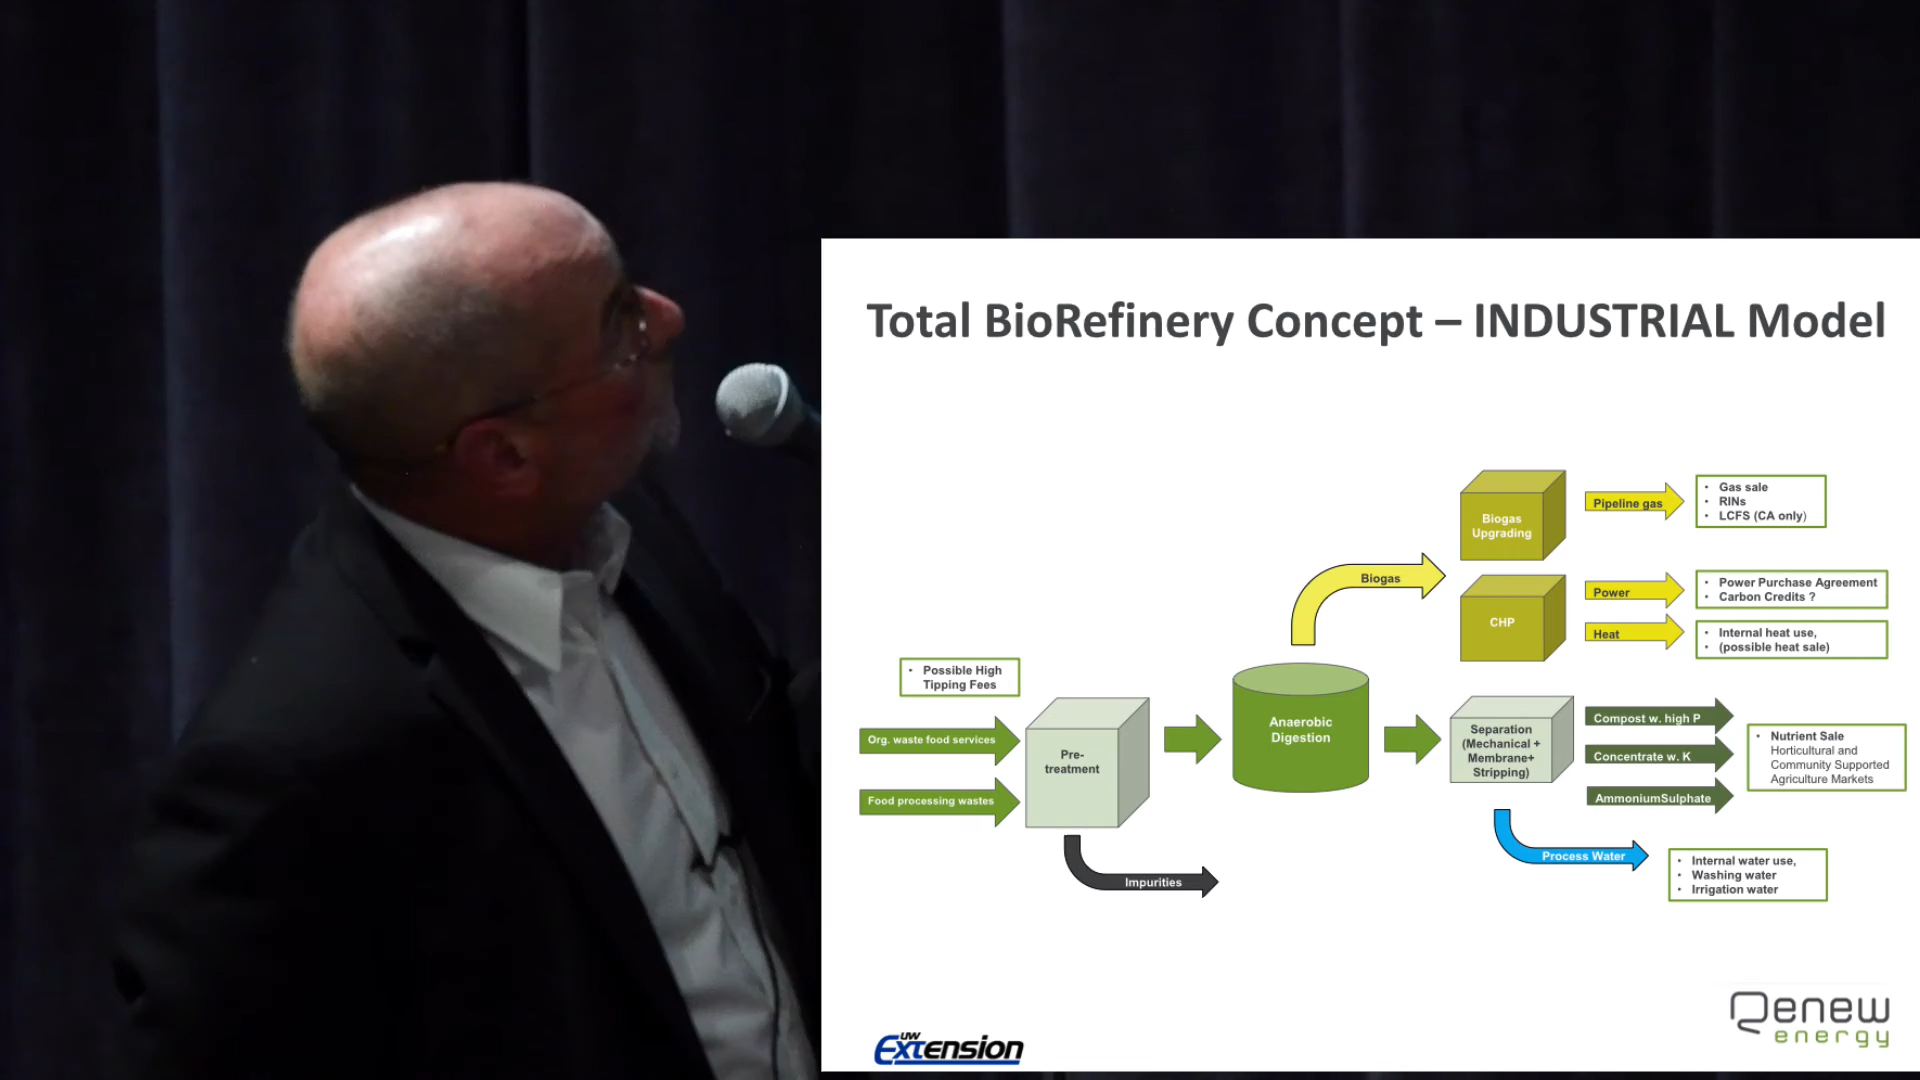 Total BioRefinery Concept – INDUSTRIAL Model
Biogas
Upgrading
Pipeline gas
• Gas sale
• RINs
• LCFS (CA only)
Biogas
CHP
Power
• Power Purchase Agreement
• Carbon Credits ?
Heat
• Internal heat use,
• (possible heat sale)
• Possible High
Tipping Fees
Org. waste food services
Food processing wastes
Pre-
treatment
Impurities
Anaerobic
Digestion
Separation
(Mechanical +
Membrane+
Stripping)
Compost w. high P
Concentrate w. K
AmmoniumSulphate
• Nutrient Sale
Horticultural and
Community Supported
Agriculture Markets
Process Water
• Internal water use,
• Washing water
• Irrigation water
UW
Extension
Renew
energy